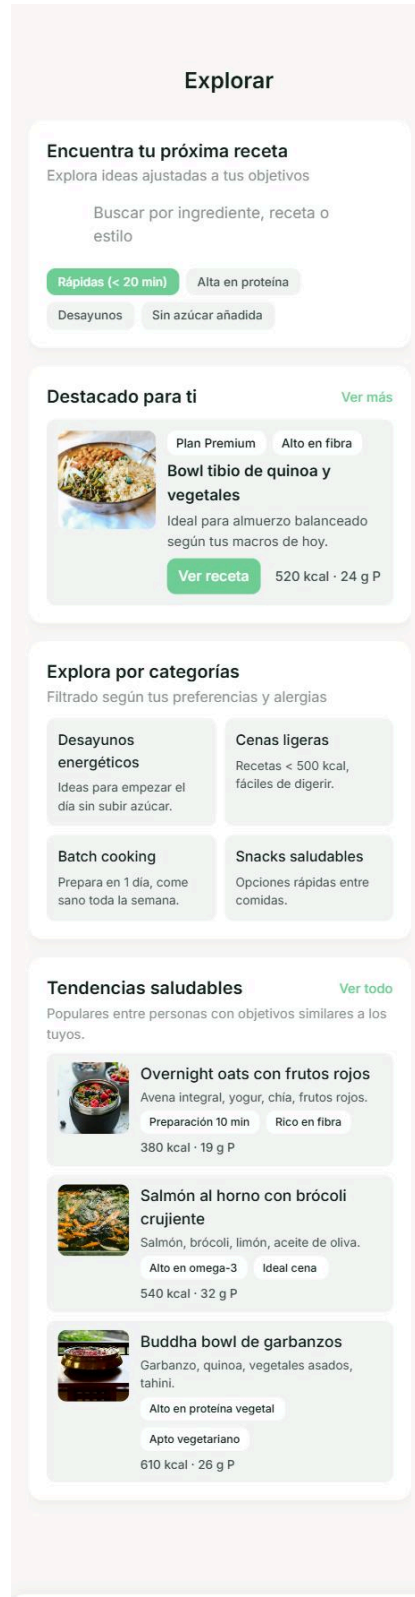 Explorar
Encuentra tu próxima receta
Explora ideas ajustadas a tus objetivos
Buscar por ingrediente, receta o
estilo
Rápidas (< 20 min)
Alta en proteína
Desayunos
Sin azúcar añadida
Destacado para ti
Ver más
Plan Premium
Alto en fibra
Bowl tibio de quinoa y
vegetales
Ideal para almuerzo balanceado
según tus macros de hoy.
Ver receta
520 kcal · 24 g P
Explora por categorías
Filtrado según tus preferencias y alergias
Desayunos
energéticos
Ideas para empezar el
día sin subir azúcar.
Cenas ligeras
Recetas < 500 kcal,
fáciles de digerir.
Batch cooking
Prepara en 1 día, come
sano toda la semana.
Snacks saludables
Opciones rápidas entre
comidas.
Tendencias saludables
Ver todo
Populares entre personas con objetivos similares a los
tuyos.
Overnight oats con frutos rojos
Avena integral, yogur, chía, frutos rojos.
Preparación 10 min
Rico en fibra
380 kcal · 19 g P
Salmón al horno con brócoli
crujiente
Salmón, brócoli, limón, aceite de oliva.
Alto en omega-3
Ideal cena
540 kcal · 32 g P
Buddha bowl de garbanzos
Garbanzo, quinoa, vegetales asados,
tahini.
Alto en proteína vegetal
Apto vegetariano
610 kcal · 26 g P